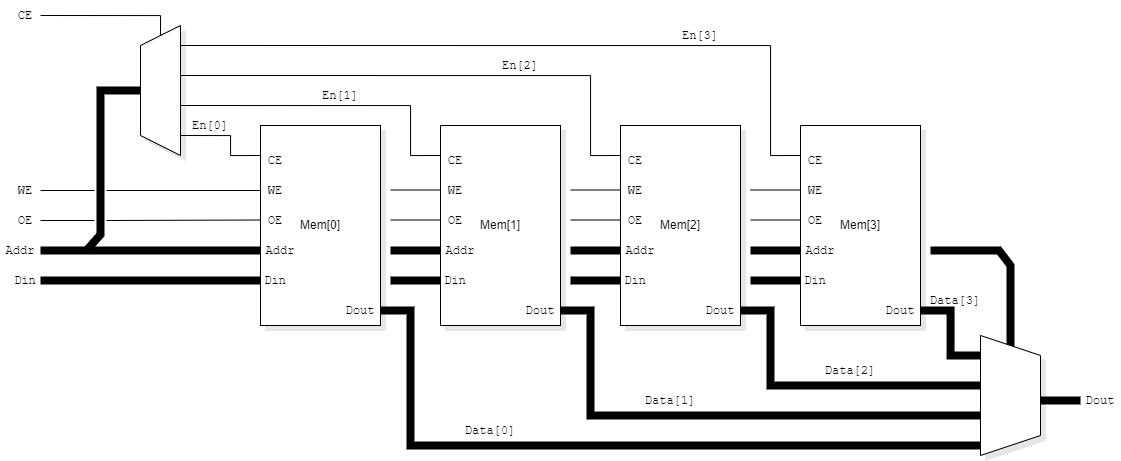 CE
En[3]
En[2]
En[1]
En[0]
CE CE CE CE
WE WE WE WE WE
OE OE OE OE OE
Mem[0] Mem[1] Mem[2] Mem[3]
Addr Addr Addr Addr Addr
Din Din Din Din Din
Data[3]
Dout Dout Dout Dout
Data[2]
Data[1]
Dout
Data[0]